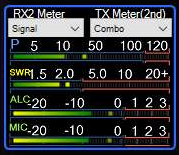 RX2 Meter TX Meter(2nd)
Signal Combo
P 5 10 50 100 120
SWR 1.5 2.0 5.0 10 20+
ALC -20 -10 0 1 2 3
MIC -20 -10 0 1 2 3